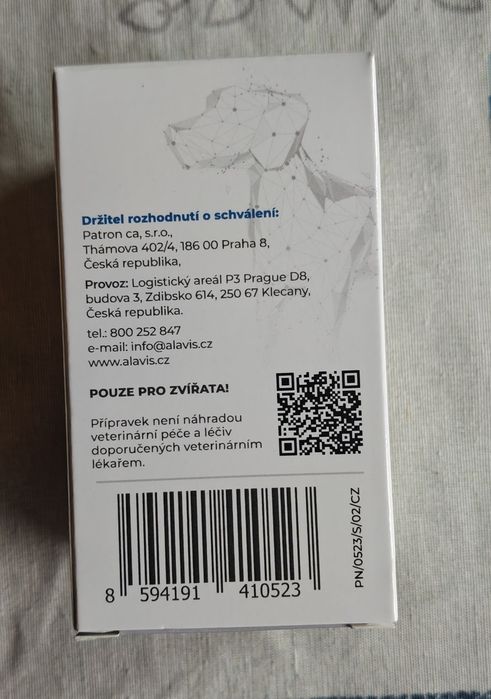 Držitel rozhodnutí o schválení:
Patron ca, s.r.o.,
Thámova 402/4, 186 00 Praha 8,
Česká republika,
Provoz: Logistický areál P3 Prague D8,
budova 3, Zdibsko 614, 250 67 Klecany,
Česká republika.
tel.: 800 252 847
e-mail: info@alavis.cz
www.alavis.cz
POUZE PRO ZVÍŘATA!
Přípravek není náhradou
veterinární péče a léčiv
doporučených veterinárním
lékařem.
8 594191 410523
PN/0523/S/02/CZ